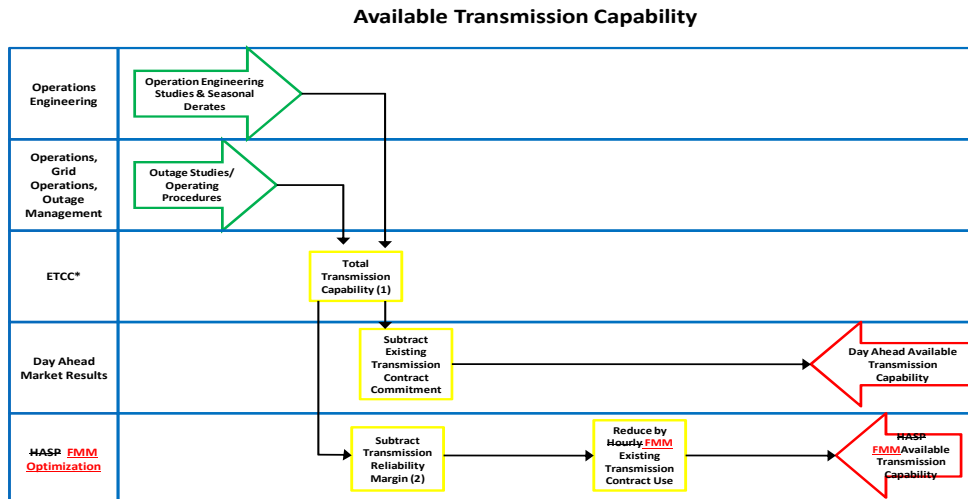 Available Transmission Capability
Operations
Engineering
Operation Engineering
Studies & Seasonal
Derates
Operations,
Grid
Operations,
Outage
Management
Outage Studies/
Operating
Procedures
ETCC*
Total
Transmission
Capability (1)
Day Ahead
Market Results
Subtract
Existing
Transmission
Contract
Commitment
Day Ahead Available
Transmission
Capability
HASP FMM
Optimization
Subtract
Transmission
Reliability
Margin (2)
Reduce by
Hourly FMM
Existing
Transmission
Contract Use
HASP
FMMAvailable
Transmission
Capability